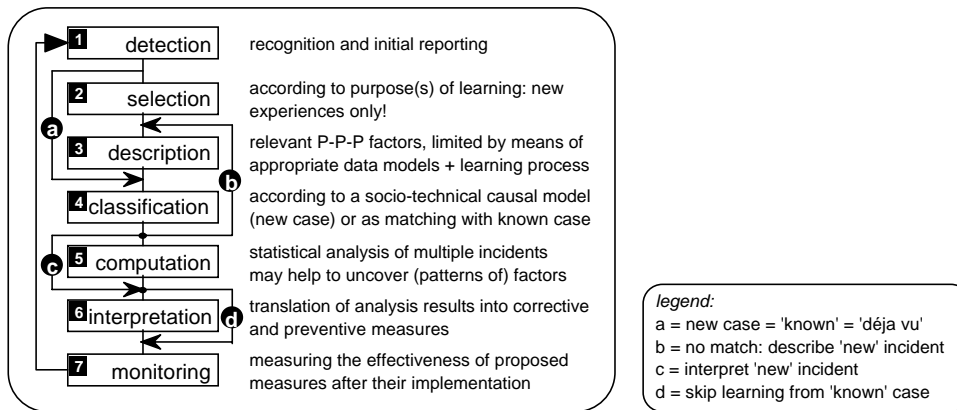 1 detection recognition and initial reporting
2 selection according to purpose(s) of learning: new
experiences only!
a
3 description relevant P-P-P factors, limited by means of
appropriate data models + learning process
b
4 classification according to a socio-technical causal model
(new case) or as matching with known case
c
5 computation statistical analysis of multiple incidents
may help to uncover (patterns of) factors
6 interpretation translation of analysis results into corrective
and preventive measures
d
7 monitoring measuring the effectiveness of proposed
measures after their implementation
legend:
a = new case = 'known' = 'déja vu'
b = no match: describe 'new' incident
c = interpret 'new' incident
d = skip learning from 'known' case